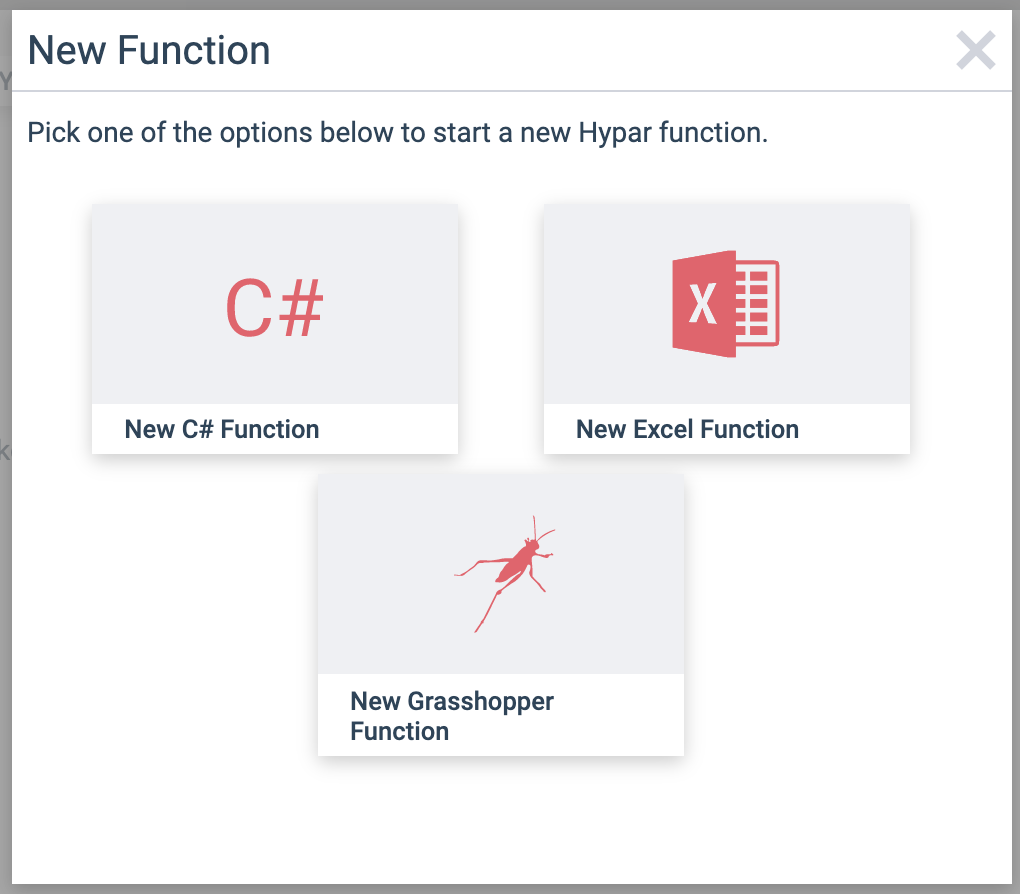 New Function
Pick one of the options below to start a new Hypar function.
C#
X
New C# Function
New Excel Function
New Grasshopper
Function